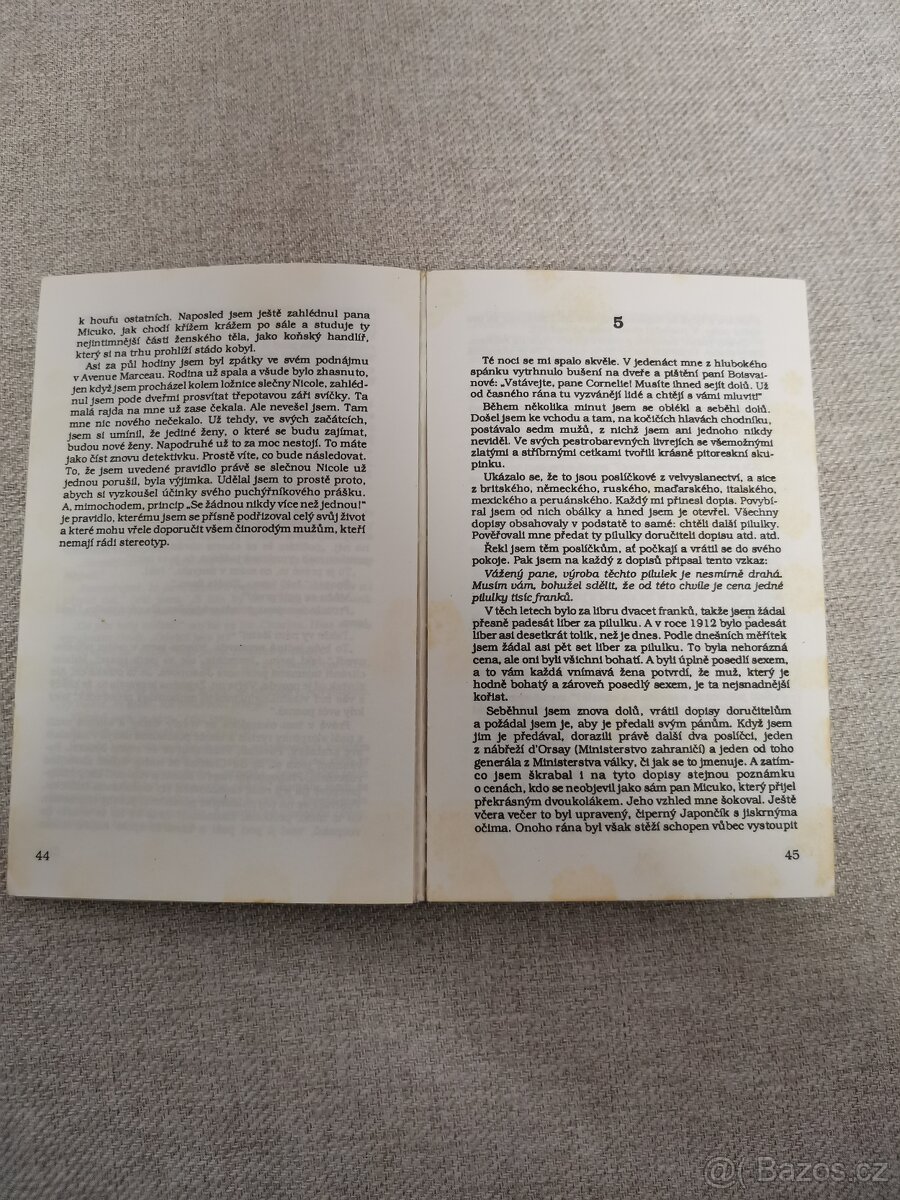 k houfu ostatních. Naposled jsem ještě zahlédnul pana
Micuko, jak chodí křížem krážem po sále a studuje ty
nejintimnější části ženského těla, jako koňský handlíř,
který si na trhu prohlíží stádo kobyl.
Asi za půl hodiny jsem byl zpátky ve svém podnájmu
v Avenue Marceau. Rodina už spala a všude bylo zhasnuto,
jen když jsem procházel kolem ložnice slečny Nicole, zahléd-
nul jsem pode dveřmi prosvítat třepotavou záři svíčky. Ta
malá rajda na mne už zase čekala. Ale nevešel jsem. Tam
mne nic nového nečekalo. Už tehdy, ve svých začátcích,
jsem si umínil, že jediné ženy, o které se budu zajímat,
budou nové ženy. Napodruhé už to za moc nestojí. To máte
jako číst znovu detektivku. Prostě víte, co bude následovat.
To, že jsem uvedené pravidlo právě se slečnou Nicole už
jednou porušil, byla výjimka. Udělal jsem to prostě proto,
abych si vyzkoušel účinky svého puchýřníkového prášku.
A, mimochodem, princip „Se žádnou nikdy více než jednou!“
je pravidlo, kterému jsem se přísně podřizoval celý svůj život
a které mohu vřele doporučit všem činorodým mužům, kteří
nemají rádi stereotyp.
44
5
Té noci se mi spalo skvěle. V jedenáct mne z hlubokého
spánku vytrhnulo bušení na dveře a pištění paní Boisvai-
nové: „Vstávejte, pane Cornelie! Musíte ihned sejít dolů. Už
od časného rána tu vyzvánějí lidé a chtějí s vámi mluvit!“
Během několika minut jsem se oblékl a seběhl dolů.
Došel jsem ke vchodu a tam, na kočičích hlavách chodníku,
postávalo sedm mužů, z nichž jsem ani jednoho nikdy
neviděl. Ve svých pestrobarevných livrejích se všemožnými
zlatými a stříbrnými cetkami tvořili krásně pitoreskní sku-
pinku.
Ukázalo se, že to jsou poslíčkové z velvyslanectví, a sice
z britského, německého, ruského, maďarského, italského,
mexického a peruánského. Každý mi přinesl dopis. Povybí-
ral jsem od nich obálky a hned jsem je otevřel. Všechny
dopisy obsahovaly v podstatě to samé: chtěli další pilulky.
Pověřovali mne předat ty pilulky doručiteli dopisu atd. atd.
Řekl jsem těm poslíčkům, ať počkají a vrátil se do svého
pokoje. Pak jsem na každý z dopisů připsal tento vzkaz:
Vážený pane, výroba těchto pilulek je nesmírně drahá.
Musím vám, bohužel sdělit, že od této chvíle je cena jedné
pilulky tisíc franků.
V těch letech bylo za libru dvacet franků, takže jsem žádal
přesně padesát liber za pilulku. A v roce 1912 bylo padesát
liber asi desetkrát tolik, než je dnes. Podle dnešních měřítek
jsem žádal asi pět set liber za pilulku. To byla nehorázná
cena, ale oni byli všichni bohatí. A byli úplně posedlí sexem,
a to vám každá vnímavá žena potvrdí, že muž, který je
hodně bohatý a zároveň posedlý sexem, je ta nejsnadnější
kořist.
Seběhnul jsem znova dolů, vrátil dopisy doručitelům
a požádal jsem je, aby je předali svým pánům. Když jsem
jim je předával, dorazili právě další dva poslíčci, jeden
z nábřeží d'Orsay (Ministerstvo zahraničí) a jeden od toho
generála z Ministerstva války, či jak se to jmenuje. A zatím-
co jsem škrabal i na tyto dopisy stejnou poznámku
o cenách, kdo se neobjevil jako sám pan Micuko, který přijel
překrásným dvoukolákem. Jeho vzhled mne šokoval. Ještě
včera večer to byl upravený, čiperný Japončík s jiskrnýma
očima. Onoho rána byl však stěží schopen vůbec vystoupit
45
@( Bazos.cz